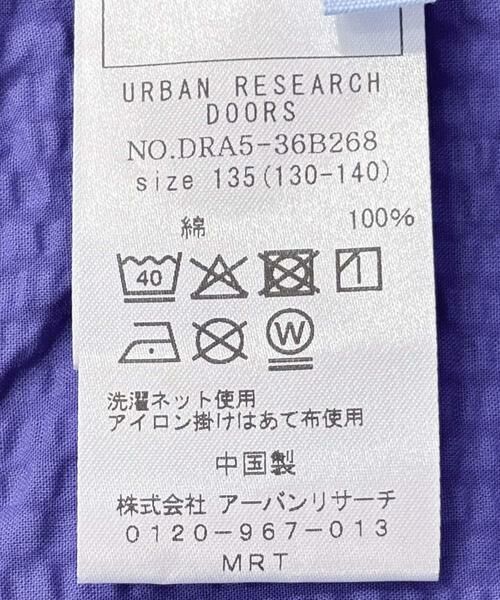 URBAN RESEARCH
DOORS
NO.DRA5-36B268
size 135(130-140)
綿 100%
40
W
洗濯ネット使用
アイロン掛けはあて布使用
中国製
株式会社 アーバンリサーチ
0120-967-013
MRT